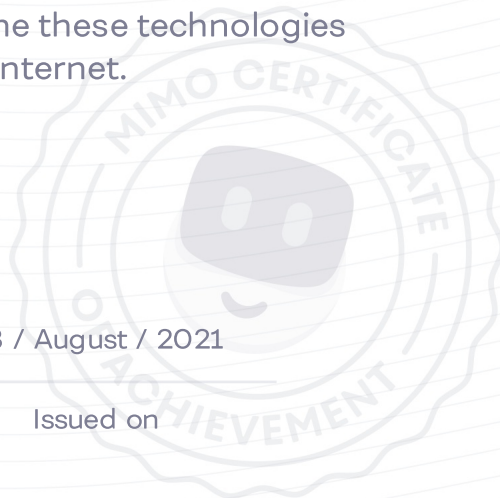 these technologies
nternet.
MIMO CERTIFICATE
OF ACHIEVEMENT
/ August / 2021
Issued on